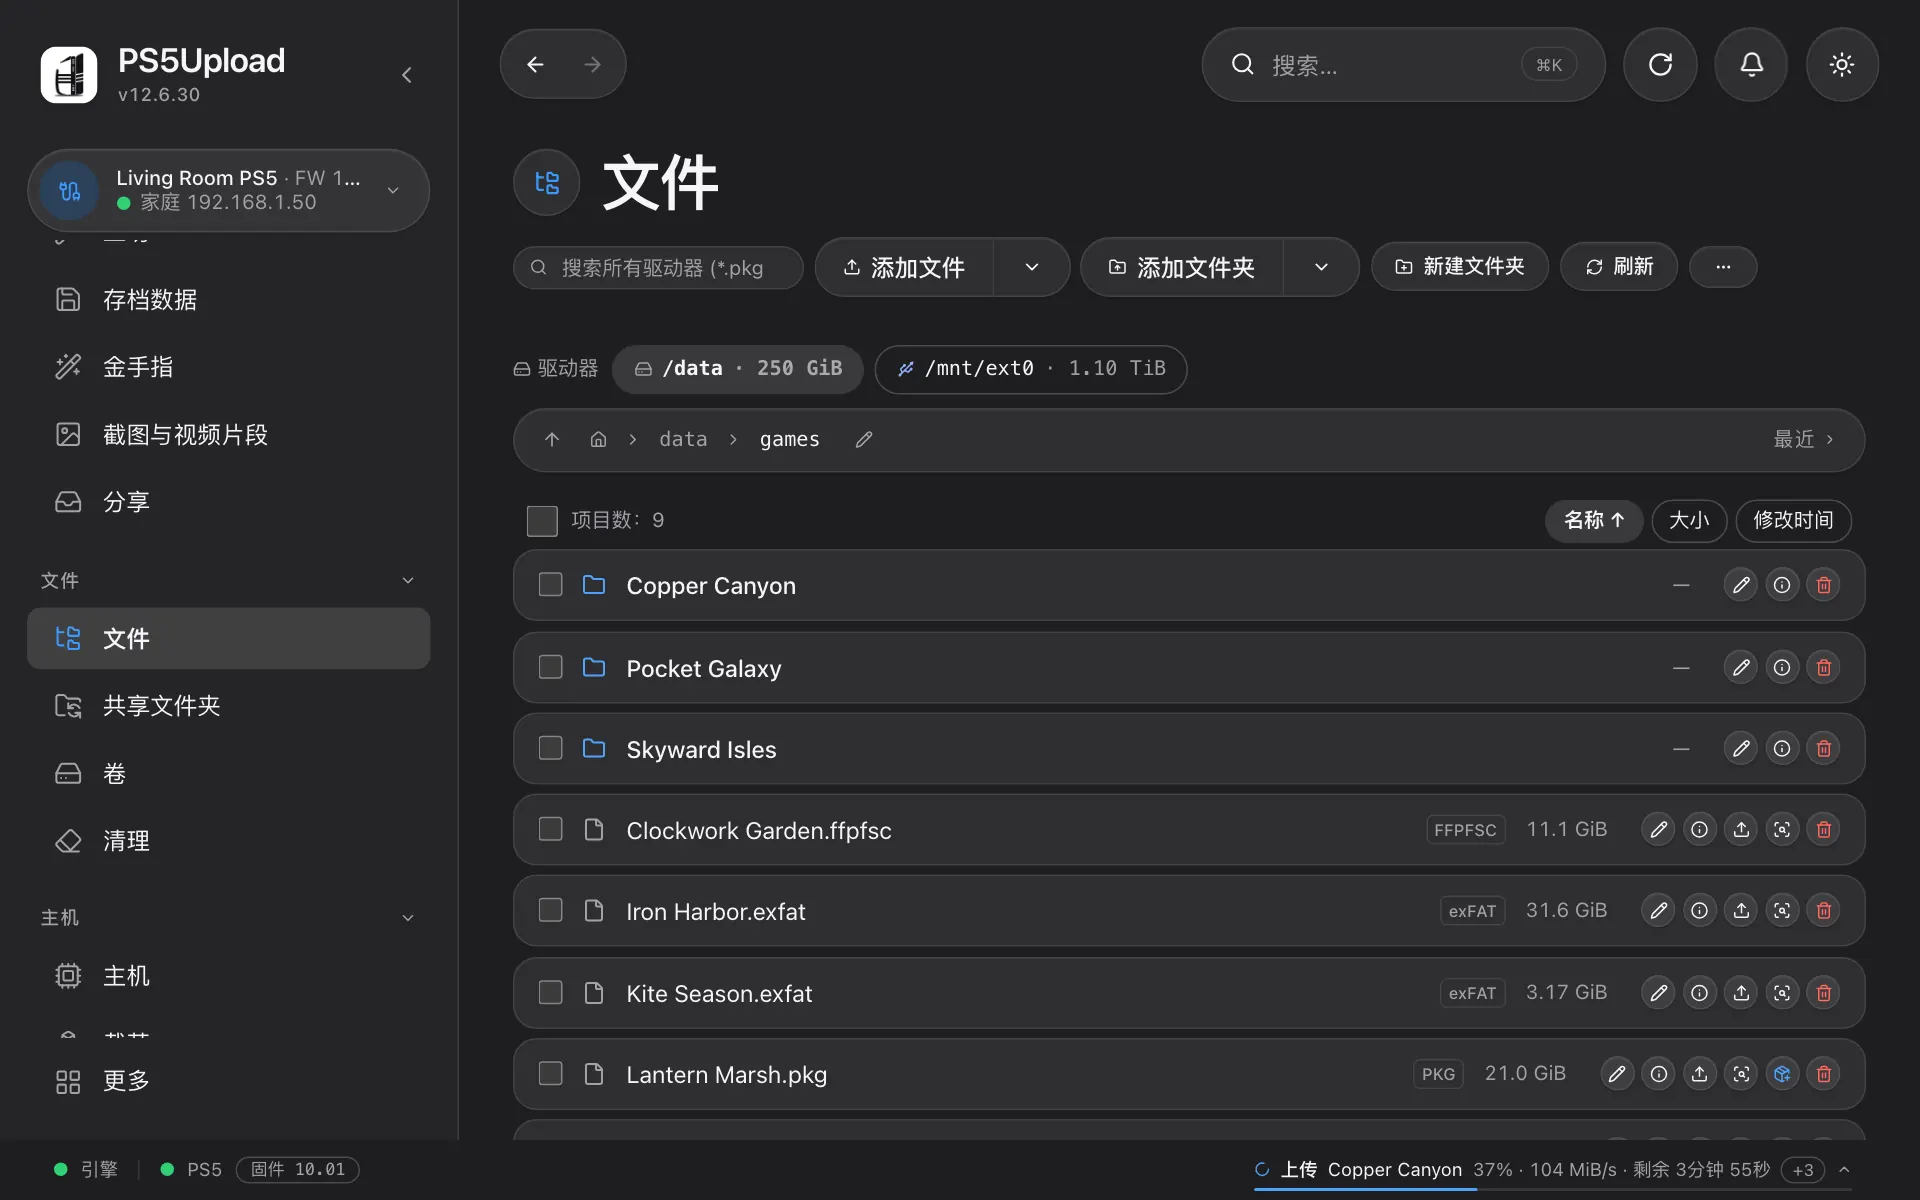 PS5Upload
v12.6.30
Living Room PS5 · FW 1...
家庭 192.168.1.50
存档数据
金手指
截图与视频片段
分享
文件
文件
共享文件夹
卷
清理
主机
主机
更多
搜索... ⌘K
文件
搜索所有驱动器 (*.pkg
添加文件
添加文件夹
新建文件夹
刷新
...
驱动器
/data · 250 GiB
/mnt/ext0 · 1.10 TiB
data > games
最近 >
项目数: 9
名称 ↑
大小
修改时间
Copper Canyon —
Pocket Galaxy —
Skyward Isles —
Clockwork Garden.ffpfsc FFPFSC 11.1 GiB
Iron Harbor.exfat exFAT 31.6 GiB
Kite Season.exfat exFAT 3.17 GiB
Lantern Marsh.pkg PKG 21.0 GiB
引擎
PS5
固件 10.01
上传 Copper Canyon 37% · 104 MiB/s · 剩余 3分钟 55秒 +3